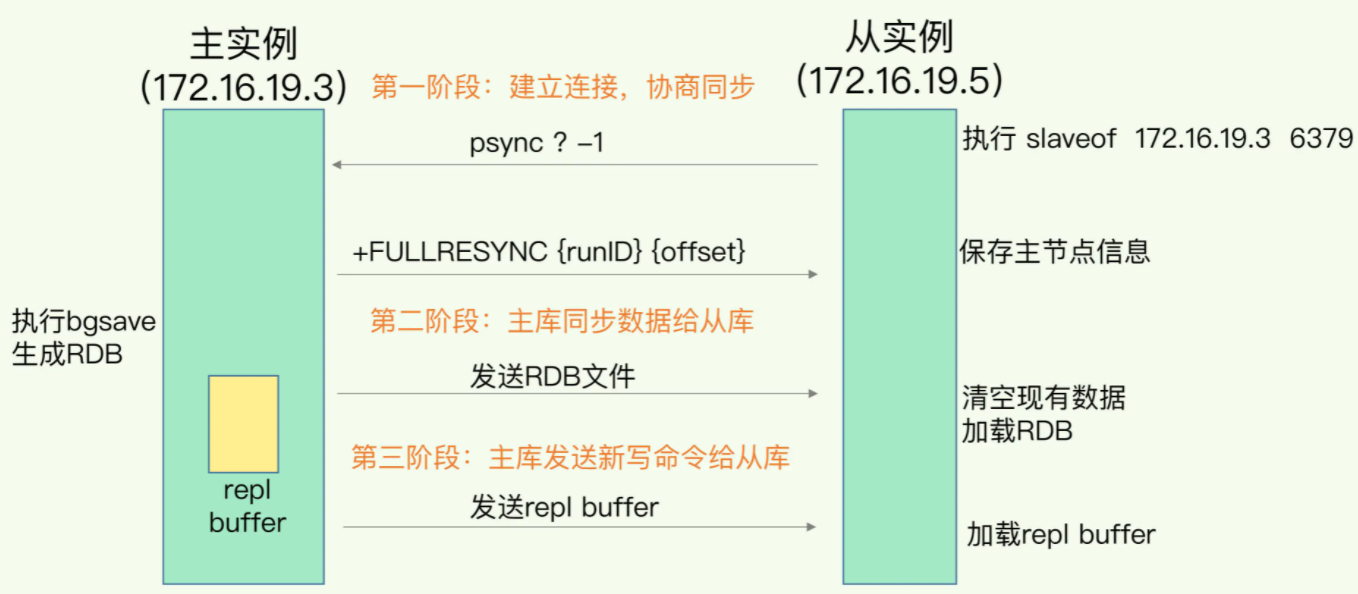 主实例
(172.16.19.3)
第一阶段：建立连接，协商同步
从实例
(172.16.19.5)
psync ? -1
执行 slaveof 172.16.19.3 6379
+FULLRESYNC {runID} {offset}
保存主节点信息
执行bgsave
生成RDB
第二阶段：主库同步数据给从库
发送RDB文件
清空现有数据
加载RDB
第三阶段：主库发送新写命令给从库
repl
buffer
发送repl buffer
加载repl buffer